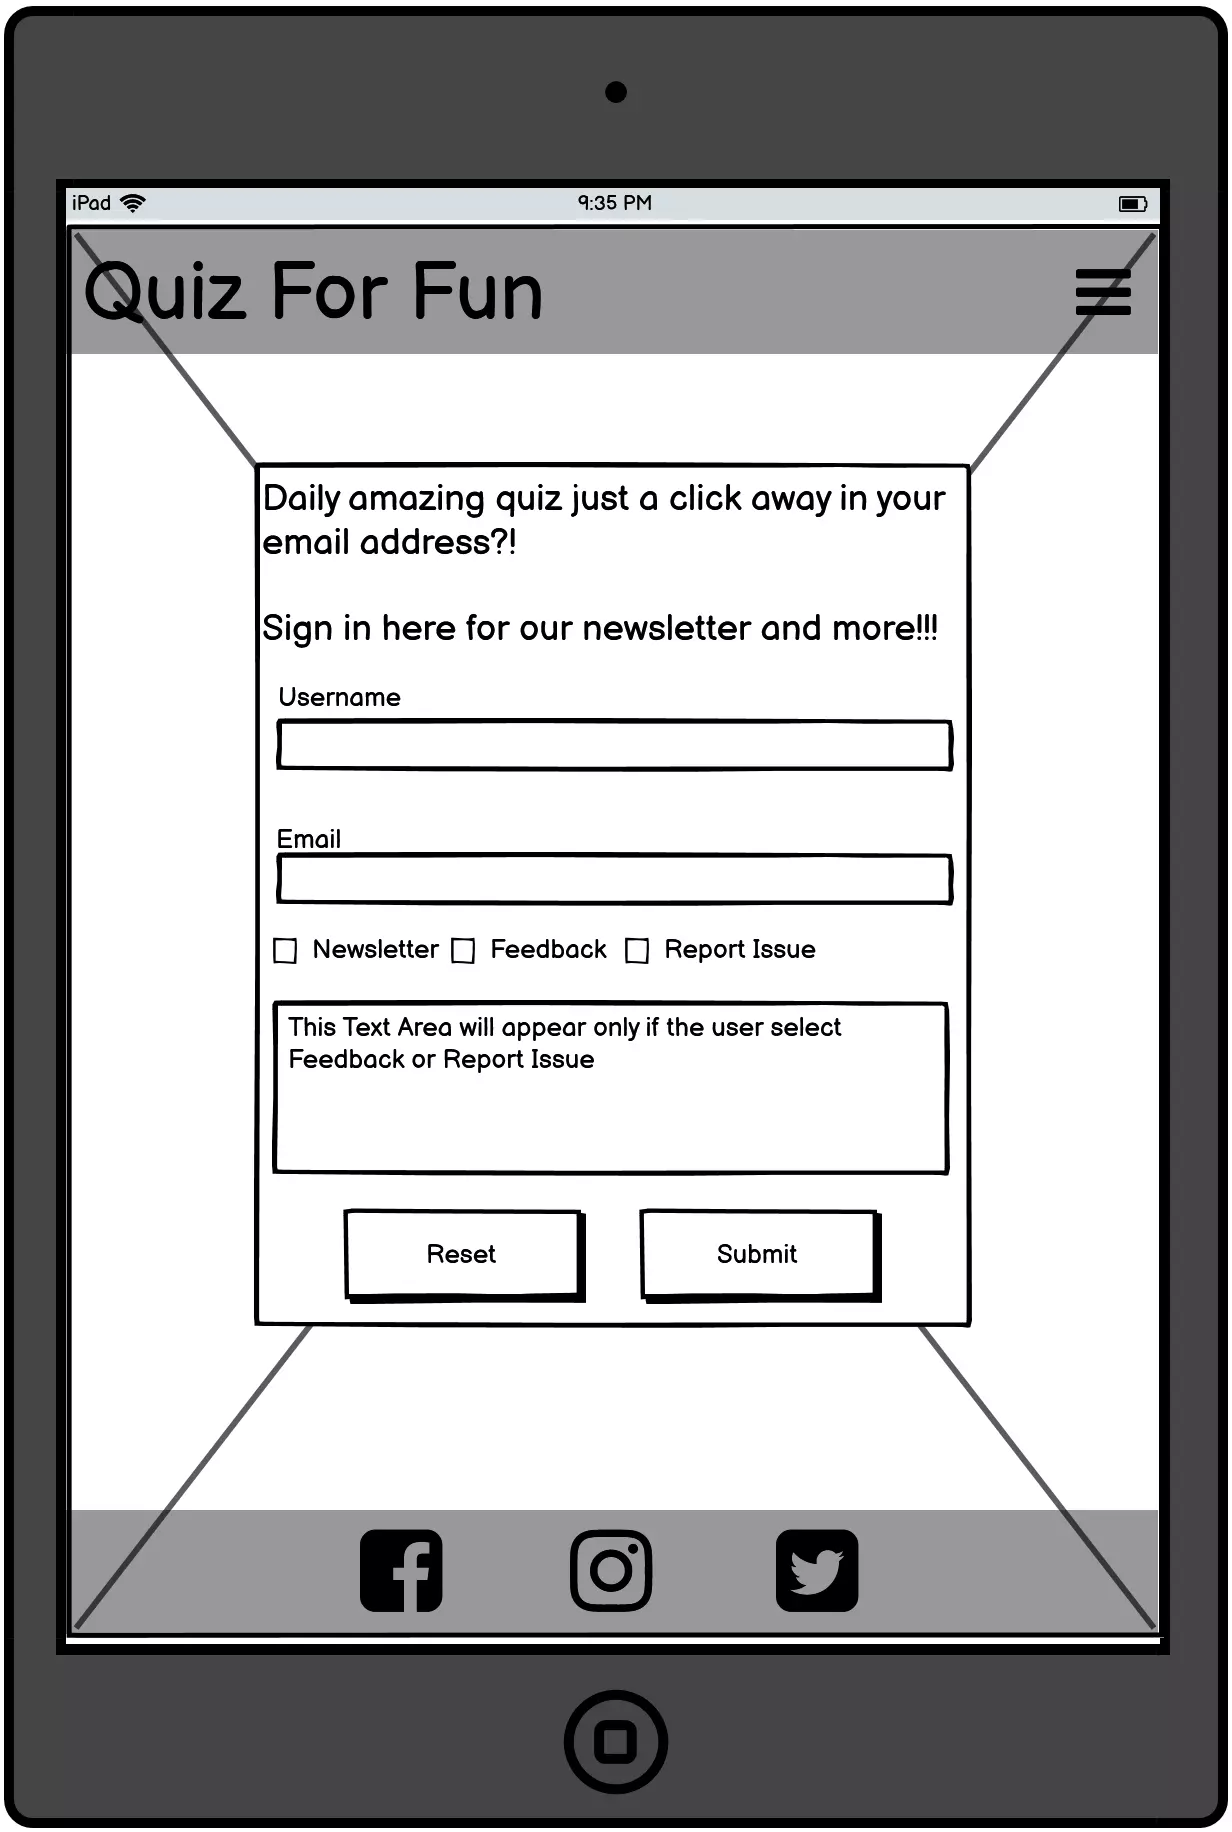 iPad
9:35 PM
Quiz For Fun
Daily amazing quiz just a click away in your
email address?!
Sign in here for our newsletter and more!!!
Username
Email
Newsletter Feedback Report Issue
This Text Area will appear only if the user select
Feedback or Report Issue
Reset Submit